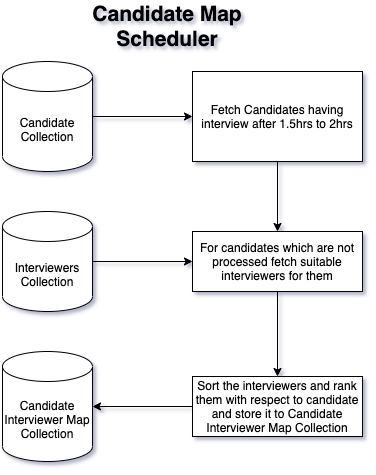 Candidate Map
Scheduler
Candidate
Collection
Fetch Candidates having
interview after 1.5hrs to 2hrs
Interviewers
Collection
For candidates which are not
processed fetch suitable
interviewers for them
Candidate
Interviewer Map
Collection
Sort the interviewers and rank
them with respect to candidate
and store it to Candidate
Interviewer Map Collection